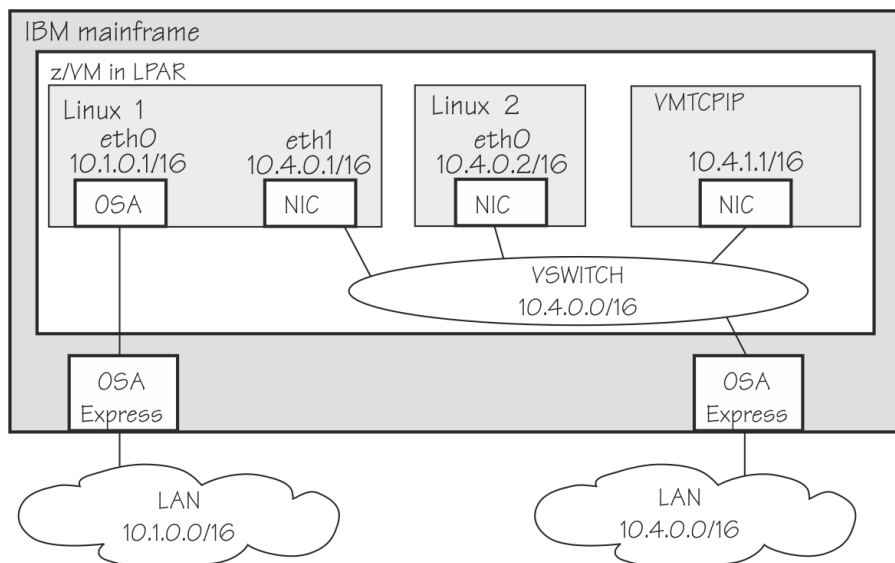 IBM mainframe
z/VM in LPAR
Linux 1
eth0
10.1.0.1/16
OSA
eth1
10.4.0.1/16
NIC
Linux 2
eth0
10.4.0.2/16
NIC
VMTCPIP
10.4.1.1/16
NIC
VSWITCH
10.4.0.0/16
OSA
Express
OSA
Express
LAN
10.1.0.0/16
LAN
10.4.0.0/16